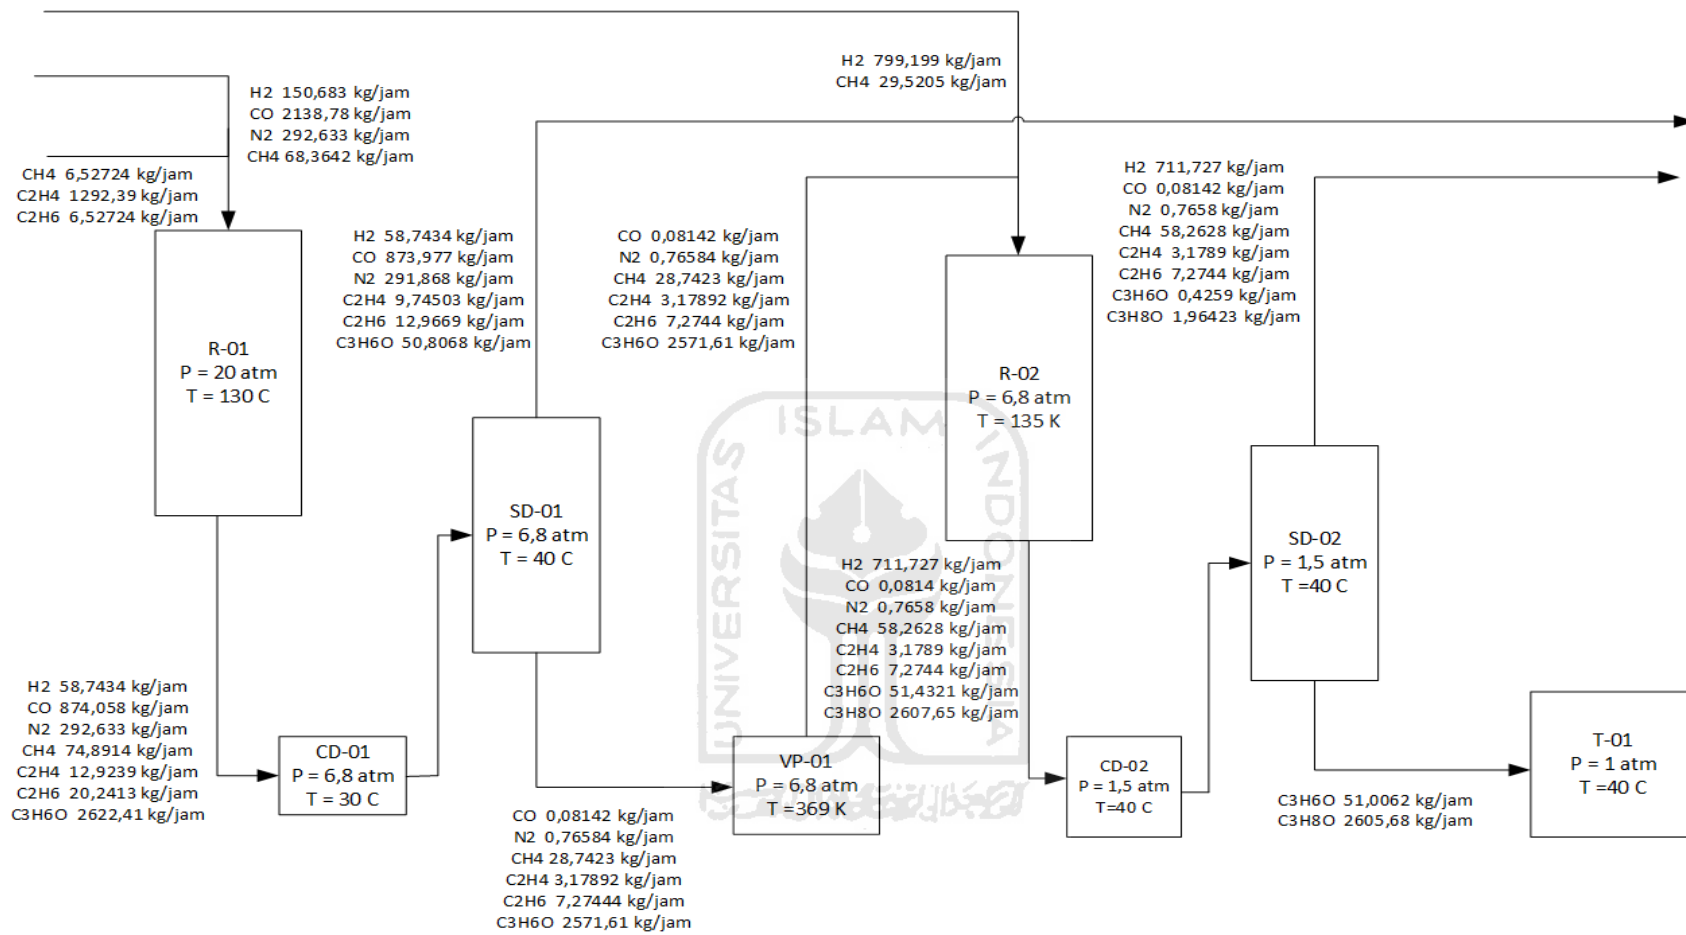 H2 799,199 kg/jam
CH4 29,5205 kg/jam
H2 150,683 kg/jam
CO 2138,78 kg/jam
N2 292,633 kg/jam
CH4 68,3642 kg/jam
CH4 6,52724 kg/jam
C2H4 1292,39 kg/jam
C2H6 6,52724 kg/jam
H2 711,727 kg/jam
CO 0,08142 kg/jam
N2 0,7658 kg/jam
CH4 58,2628 kg/jam
C2H4 3,1789 kg/jam
C2H6 7,2744 kg/jam
C3H6O 0,4259 kg/jam
C3H8O 1,96423 kg/jam
H2 58,7434 kg/jam
CO 873,977 kg/jam
N2 291,868 kg/jam
C2H4 9,74503 kg/jam
C2H6 12,9669 kg/jam
C3H6O 50,8068 kg/jam
CO 0,08142 kg/jam
N2 0,76584 kg/jam
CH4 28,7423 kg/jam
C2H4 3,17892 kg/jam
C2H6 7,2744 kg/jam
C3H6O 2571,61 kg/jam
R-01
P = 20 atm
T = 130 C
R-02
P = 6,8 atm
T = 135 K
SD-01
P = 6,8 atm
T = 40 C
SD-02
P = 1,5 atm
T =40 C
UNIVERSITAS
ISLAM
INDONESIA
H2 711,727 kg/jam
CO 0,0814 kg/jam
N2 0,7658 kg/jam
CH4 58,2628 kg/jam
C2H4 3,1789 kg/jam
C2H6 7,2744 kg/jam
C3H6O 51,4321 kg/jam
C3H8O 2607,65 kg/jam
H2 58,7434 kg/jam
CO 874,058 kg/jam
N2 292,633 kg/jam
CH4 74,8914 kg/jam
C2H4 12,9239 kg/jam
C2H6 20,2413 kg/jam
C3H6O 2622,41 kg/jam
CD-01
P = 6,8 atm
T = 30 C
VP-01
P = 6,8 atm
T =369 K
CD-02
P = 1,5 atm
T=40 C
T-01
P = 1 atm
T =40 C
C3H6O 51,0062 kg/jam
C3H8O 2605,68 kg/jam
CO 0,08142 kg/jam
N2 0,76584 kg/jam
CH4 28,7423 kg/jam
C2H4 3,17892 kg/jam
C2H6 7,27444 kg/jam
C3H6O 2571,61 kg/jam